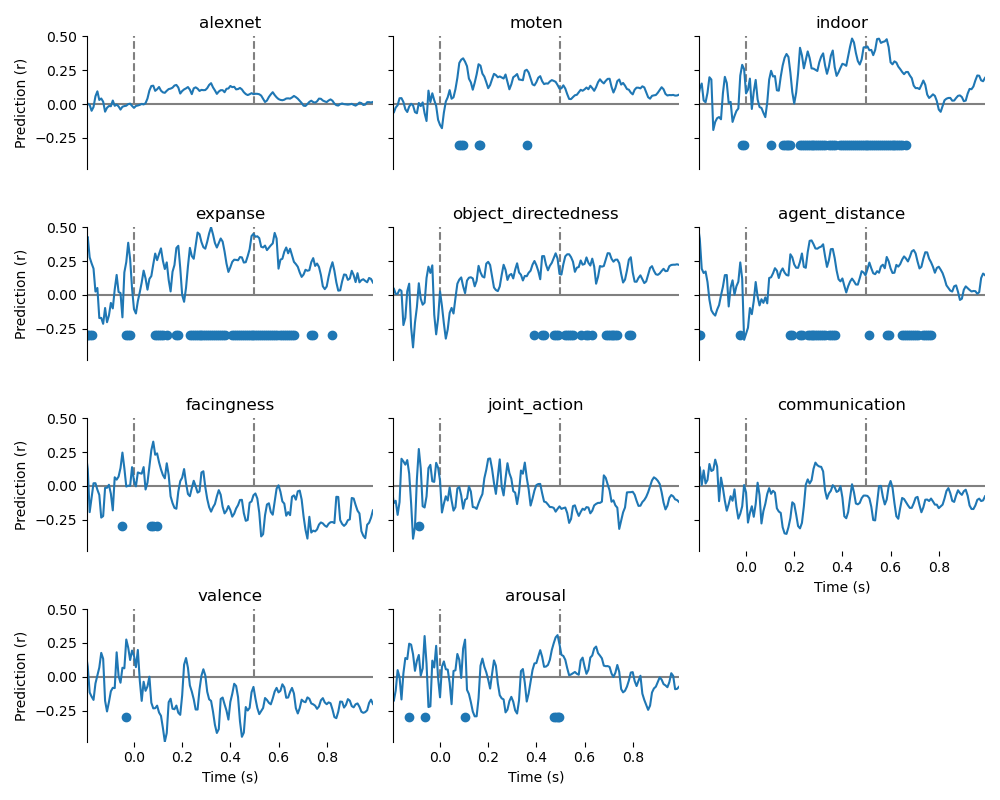 alexnet
moten
indoor
Prediction (r)
0.50
0.25
0.00
−0.25
expanse
object_directedness
agent_distance
Prediction (r)
0.50
0.25
0.00
−0.25
facingness
joint_action
communication
Prediction (r)
0.50
0.25
0.00
−0.25
0.0 0.2 0.4 0.6 0.8
Time (s)
valence
arousal
Prediction (r)
0.50
0.25
0.00
−0.25
0.0 0.2 0.4 0.6 0.8
Time (s)
0.0 0.2 0.4 0.6 0.8
Time (s)